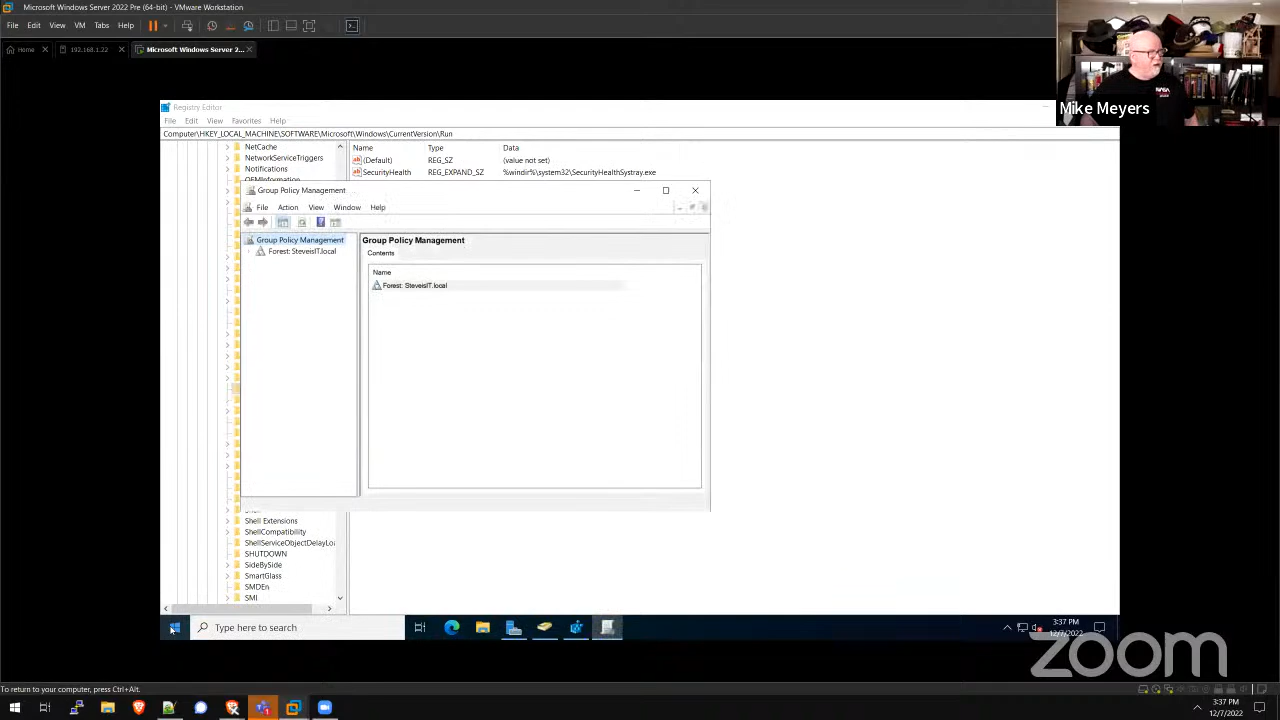 Microsoft Windows Server 2022 Pre (64-bit) - VMware Workstation
File Edit View VM Tabs Help
Home 192.168.1.22 Microsoft Windows Server 2...
Mike Meyers
Registry Editor
File Edit View Favorites Help
Computer\HKEY_LOCAL_MACHINE\SOFTWARE\Microsoft\Windows\CurrentVersion\Run
NetCache
NetworkServiceTriggers
Notifications
OEMInformation
Name Type Data
(Default) REG_SZ (value not set)
SecurityHealth REG_EXPAND_SZ %windir%\system32\SecurityHealthSystray.exe
Group Policy Management
File Action View Window Help
Group Policy Management
Forest: SteveisIT.local
Group Policy Management
Contents
Name
Forest: SteveisIT.local
Shell Extensions
ShellCompatibility
ShellServiceObjectDelayLoa
SHUTDOWN
SideBySide
SmartGlass
SMDEn
SMI
Type here to search
3:37 PM
12/7/2022
zoom
To return to your computer, press Ctrl+Alt.
3:37 PM
12/7/2022